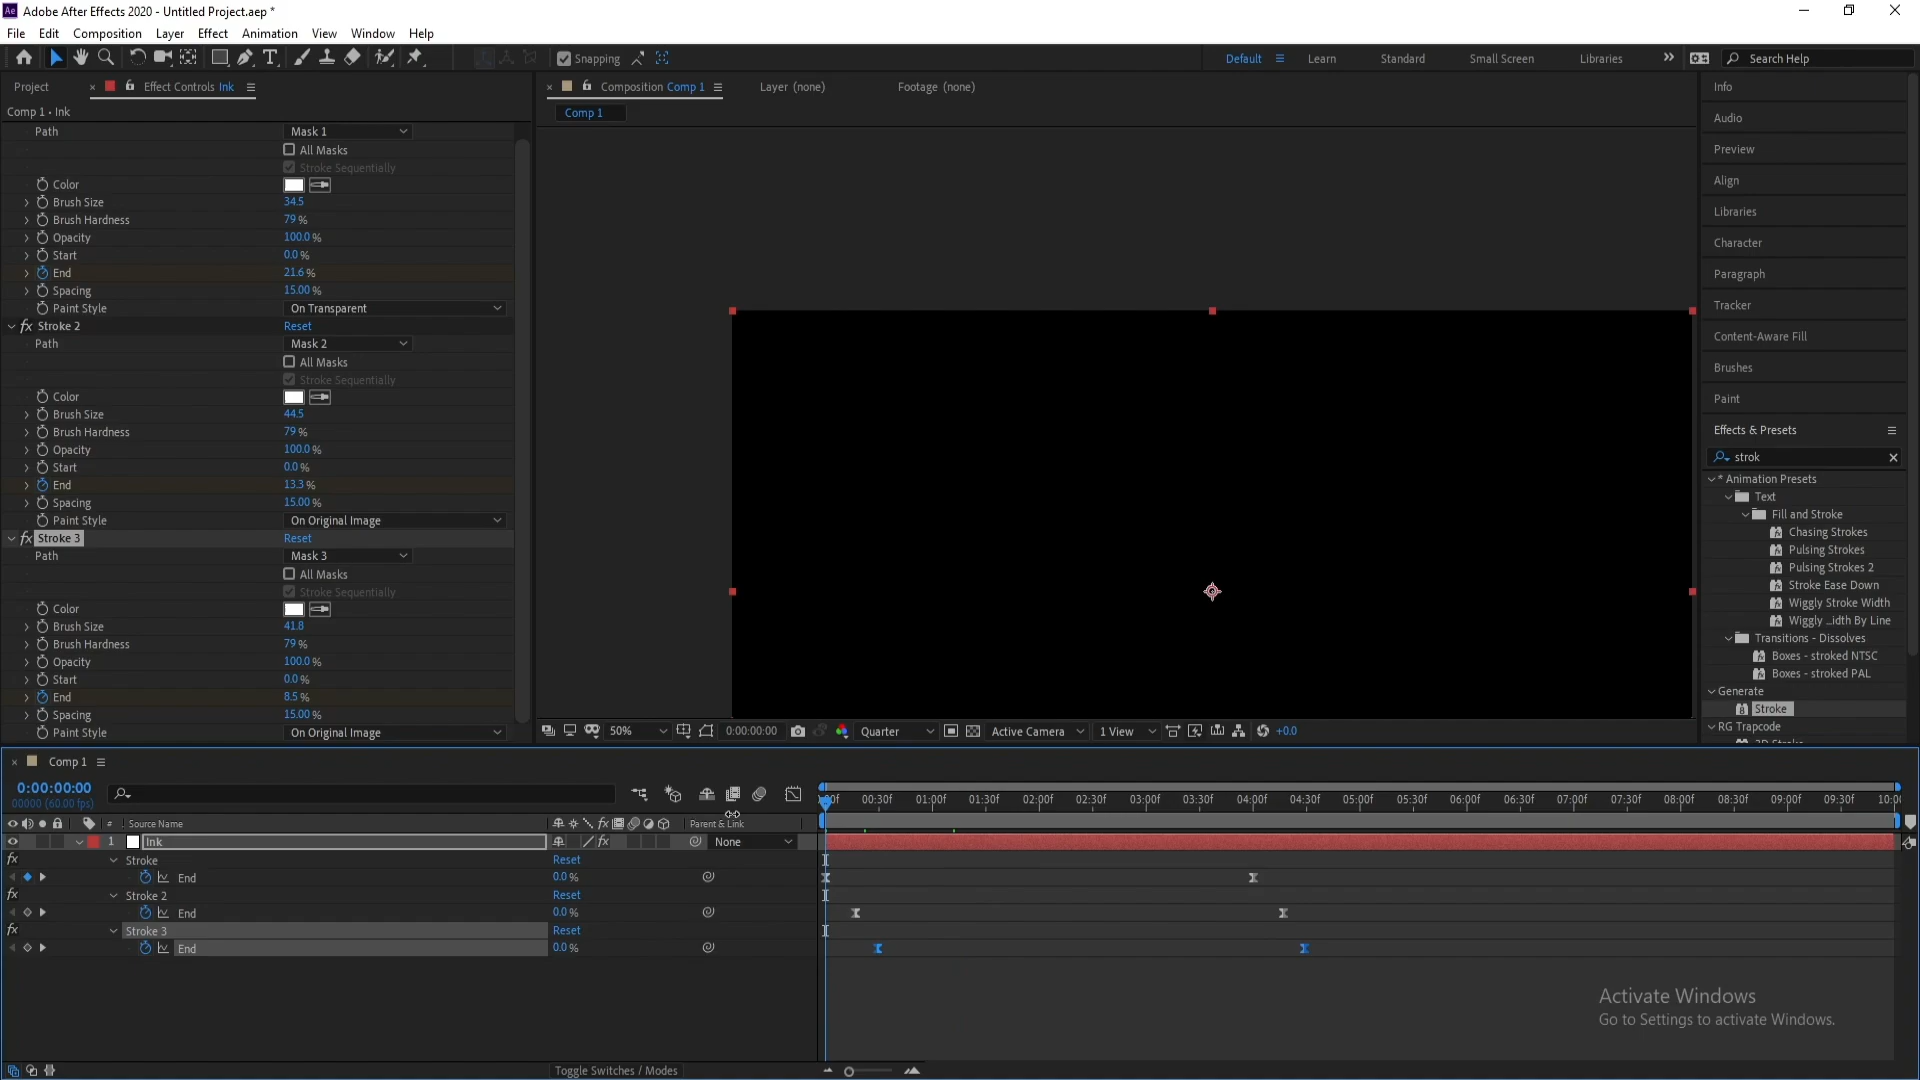 Adobe After Effects 2020 - Untitled Project.aep *
File Edit Composition Layer Effect Animation View Window Help
Snapping Default Learn Standard Small Screen Libraries Search Help
Project Effect Controls Ink
Comp 1 • Ink
Path Mask 1
All Masks
Stroke Sequentially
Color
Brush Size 34.5
Brush Hardness 79 %
Opacity 100.0 %
Start 0.0 %
End 21.6 %
Spacing 15.00 %
Paint Style On Transparent
fx Stroke 2 Reset
Path Mask 2
All Masks
Stroke Sequentially
Color
Brush Size 44.5
Brush Hardness 79 %
Opacity 100.0 %
Start 0.0 %
End 13.3 %
Spacing 15.00 %
Paint Style On Original Image
fx Stroke 3 Reset
Path Mask 3
All Masks
Stroke Sequentially
Color
Brush Size 41.8
Brush Hardness 79 %
Opacity 100.0 %
Start 0.0 %
End 8.5 %
Spacing 15.00 %
Paint Style On Original Image
Composition Comp 1 Layer (none) Footage (none)
Comp 1
50% 0:00:00:00 Quarter Active Camera 1 View +0.0
Info
Audio
Preview
Align
Libraries
Character
Paragraph
Tracker
Content-Aware Fill
Brushes
Paint
Effects & Presets
strok
* Animation Presets
Text
Fill and Stroke
Chasing Strokes
Pulsing Strokes
Pulsing Strokes 2
Stroke Ease Down
Wiggly Stroke Width
Wiggly ...idth By Line
Transitions - Dissolves
Boxes - stroked NTSC
Boxes - stroked PAL
Generate
Stroke
RG Trapcode
Comp 1
0:00:00:00
00000 (60.00 fps)
00:30f 01:00f 01:30f 02:00f 02:30f 03:00f 03:30f 04:00f 04:30f 05:00f 05:30f 06:00f 06:30f 07:00f 07:30f 08:00f 08:30f 09:00f 09:30f 10:0
# Source Name fx Parent & Link
1 Ink fx None
fx Stroke Reset
End 0.0 %
fx Stroke 2 Reset
End 0.0 %
fx Stroke 3 Reset
End 0.0 %
Toggle Switches / Modes
Activate Windows
Go to Settings to activate Windows.